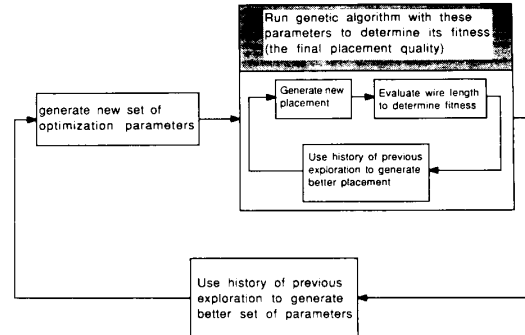 Run genetic algorithm with these
parameters to determine its fitness
(the final placement quality)
Generate new
placement
Evaluate wire length
to determine fitness
generate new set of
optimization parameters
Use history of previous
exploration to generate
better placement
Use history of previous
exploration to generate
better set of parameters